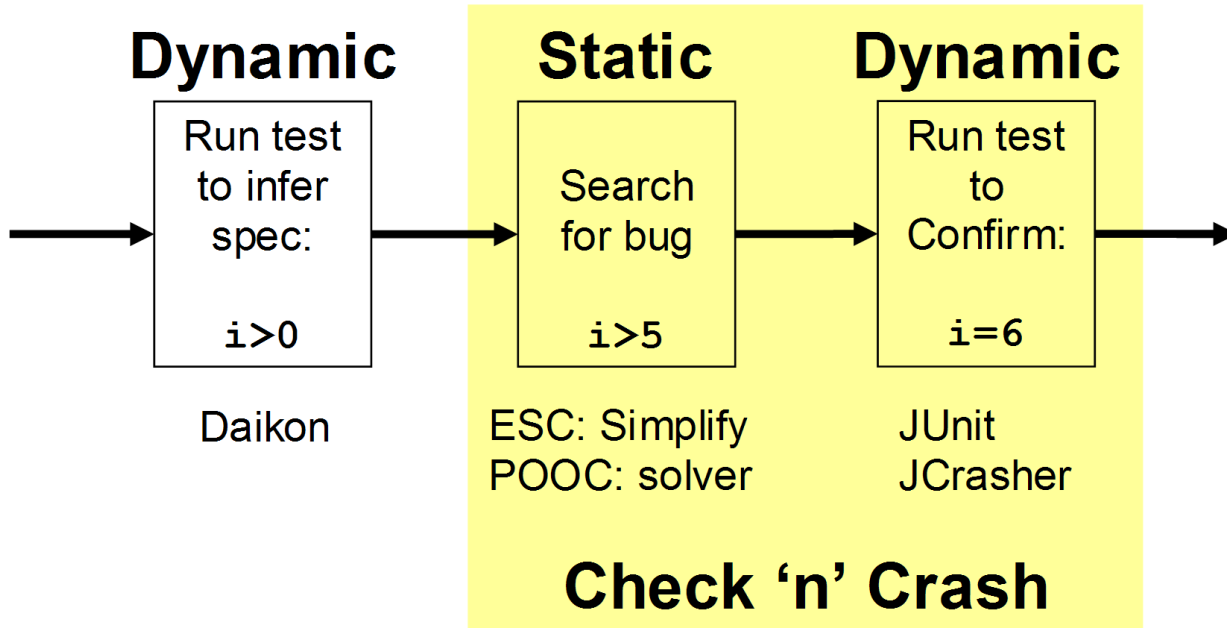 Dynamic
Run test
to infer
spec:
i>0
Daikon
Static
Search
for bug
i>5
ESC: Simplify
POOC: solver
Dynamic
Run test
to
Confirm:
i=6
JUnit
JCrasher
Check ‘n’ Crash